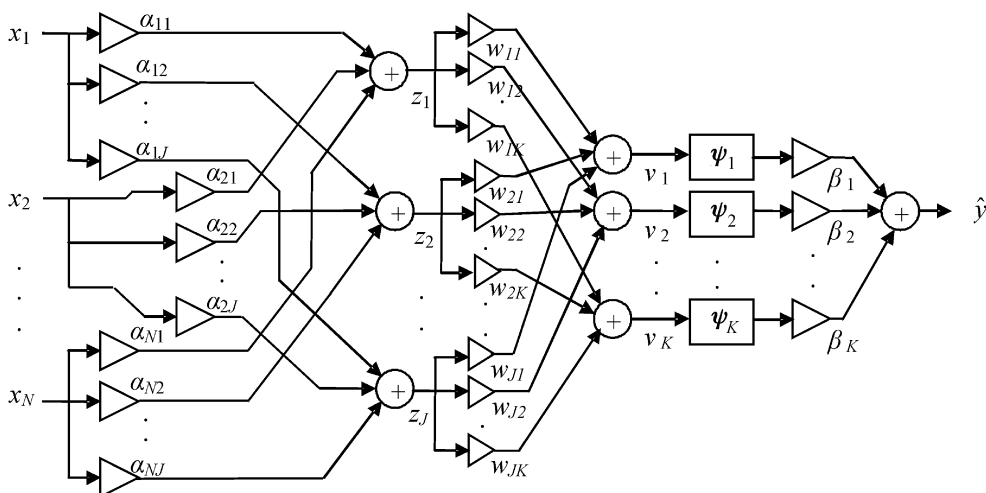 x1
α11
α12
α1J
x2
α21
α22
α2J
xN
αN1
αN2
αNJ
+
z1
+
z2
+
zJ
w11
w12
w1K
w21
w22
w2K
wJ1
wJ2
wJK
+
v1
+
v2
+
vK
ψ1
ψ2
ψK
β1
β2
βK
+
ŷ